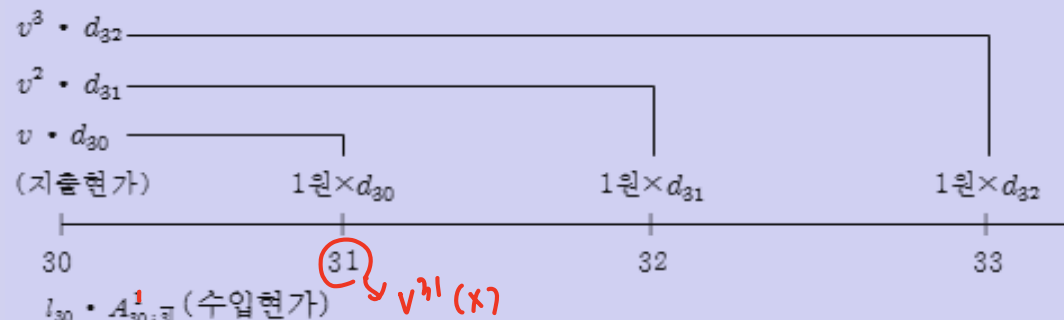 v³ • d₃₂
v² • d₃₁
v • d₃₀
(지출현가) 1원×d₃₀ 1원×d₃₁ 1원×d₃₂
30 31 32 33
v³¹ (x)
l₃₀ • A¹₃₀:₃̅| (수입현가)